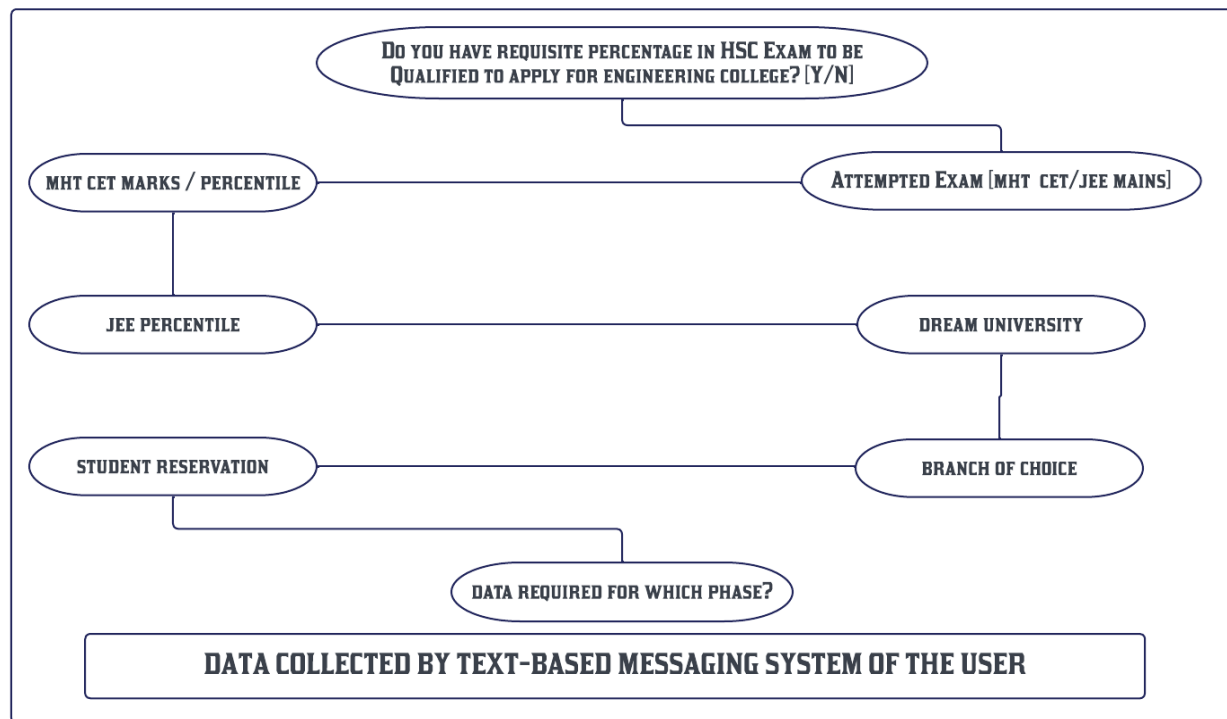 Do you have requisite percentage in HSC Exam to be
Qualified to apply for engineering college? [Y/N]
Attempted Exam [MHT CET/JEE MAINS]
MHT CET MARKS / PERCENTILE
JEE PERCENTILE
DREAM UNIVERSITY
BRANCH OF CHOICE
STUDENT RESERVATION
DATA REQUIRED FOR WHICH PHASE?
DATA COLLECTED BY TEXT-BASED MESSAGING SYSTEM OF THE USER